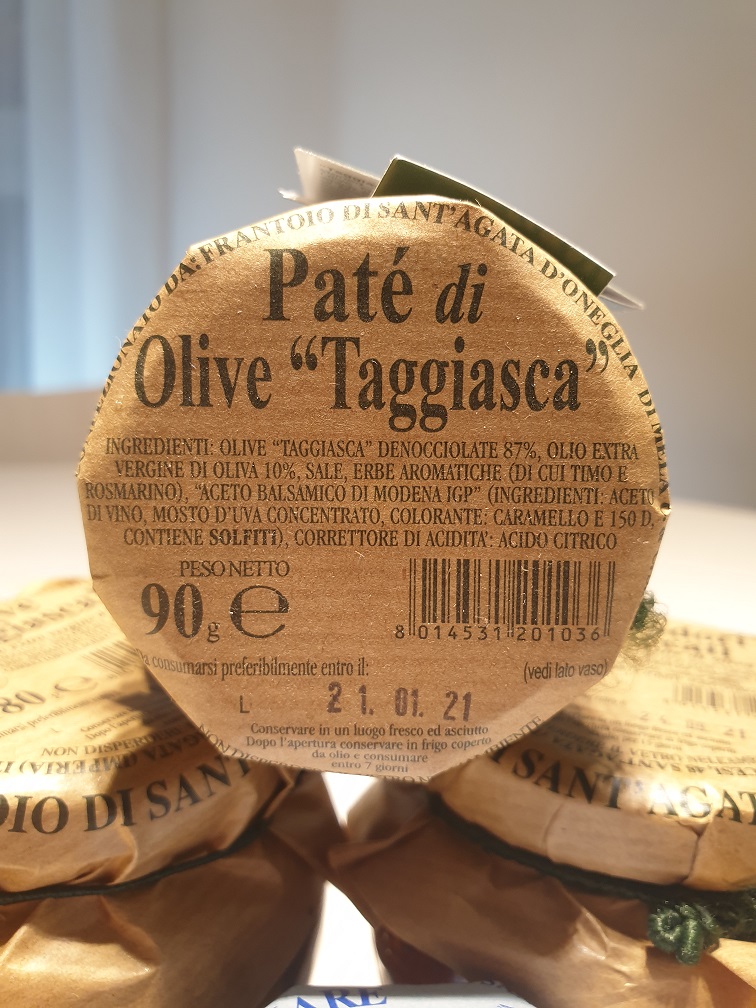 FRANTOIO DI SANT'AGATA D'ONEGLIA DI MELA
Paté di
Olive “Taggiasca”
INGREDIENTI: OLIVE “TAGGIASCA” DENOCCIOLATE 87%, OLIO EXTRA
VERGINE DI OLIVA 10%, SALE, ERBE AROMATICHE (DI CUI TIMO E
ROSMARINO), “ACETO BALSAMICO DI MODENA IGP” (INGREDIENTI: ACETO
DI VINO, MOSTO D'UVA CONCENTRATO, COLORANTE: CARAMELLO E 150 D,
CONTIENE SOLFITI), CORRETTORE DI ACIDITA': ACIDO CITRICO
PESO NETTO
90g e
8 014531 201036
a consumarsi preferibilmente entro il:
(vedi lato vaso)
L 21.01.21
Conservare in un luogo fresco ed asciutto
Dopo l'apertura conservare in frigo coperto
da olio e consumare
entro 7 giorni
80
NON DISPERDE
OIO DI SANT'
SANT'AGAT
ARE